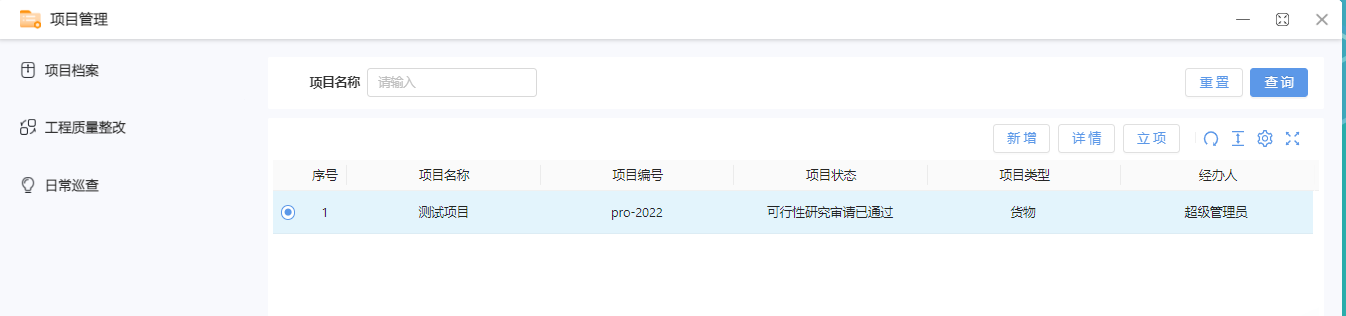 项目管理
项目档案
工程质量整改
日常巡查
项目名称 请输入 重置 查询
新增 详情 立项
序号 项目名称 项目编号 项目状态 项目类型 经办人
1 测试项目 pro-2022 可行性研究审请已通过 货物 超级管理员